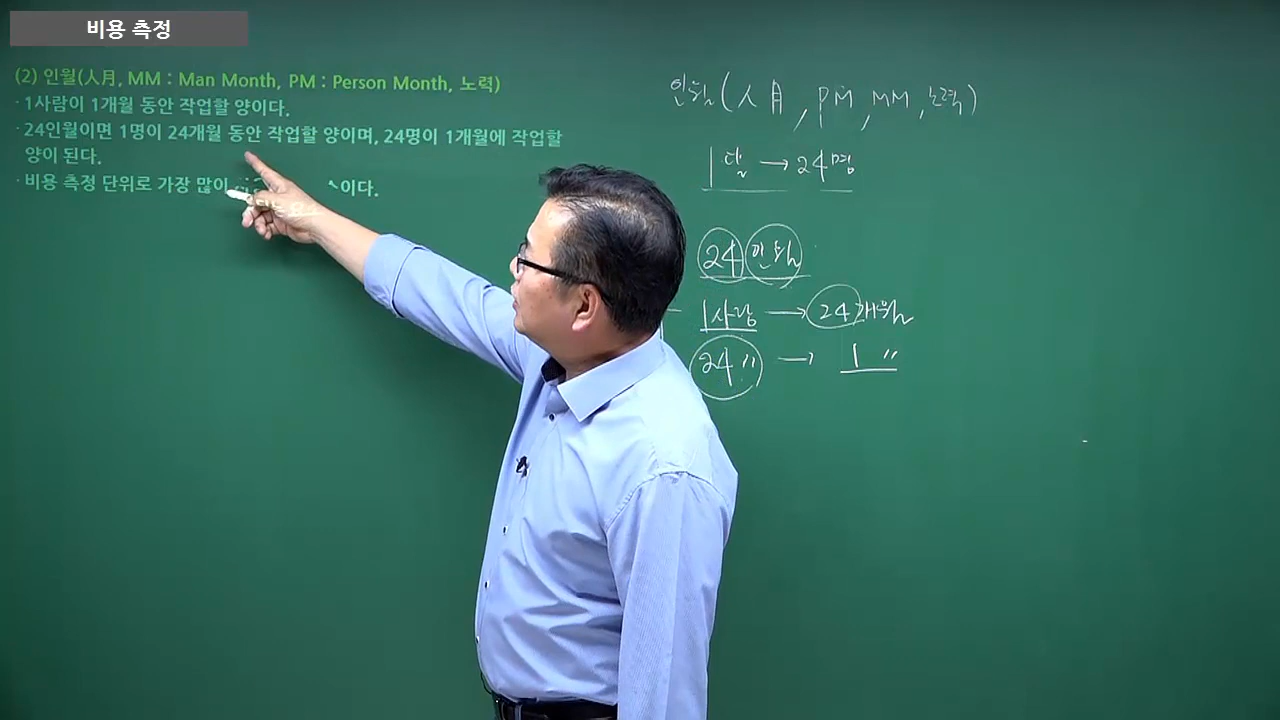 비용 측정
(2) 인월(人月, MM : Man Month, PM : Person Month, 노력)
· 1사람이 1개월 동안 작업할 양이다.
· 24인월이면 1명이 24개월 동안 작업할 양이며, 24명이 1개월에 작업할
양이 된다.
· 비용 측정 단위로 가장 많이 이다.
인월(人月, PM, MM, 노력)
1달 → 24명
24 인월
1사람 → 24개월
24 〃 → 1 〃